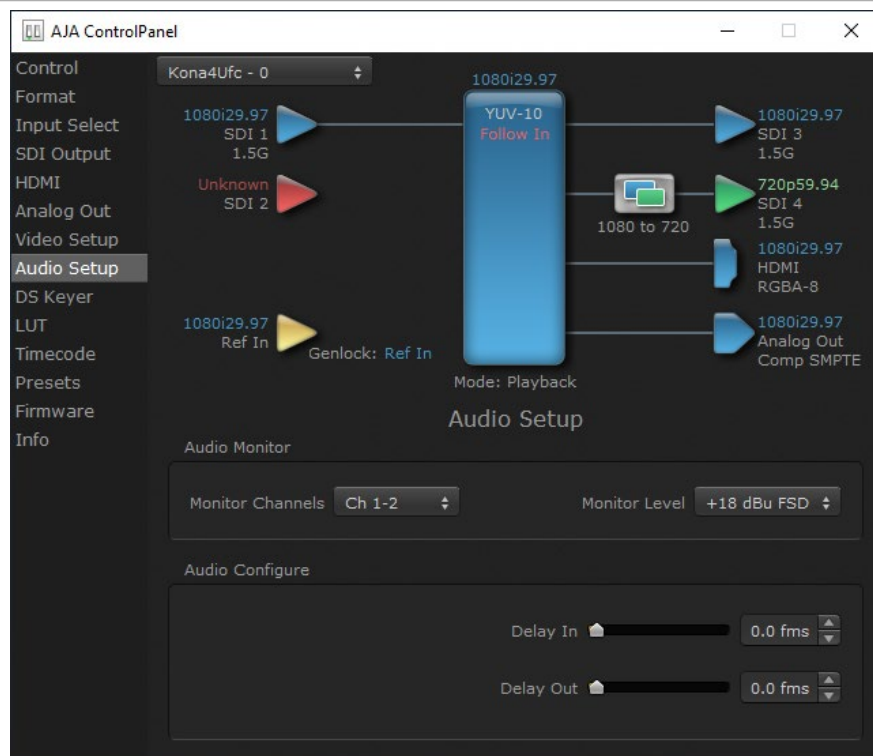 AJA ControlPanel
Control
Format
Input Select
SDI Output
HDMI
Analog Out
Video Setup
Audio Setup
DS Keyer
LUT
Timecode
Presets
Firmware
Info
Kona4Ufc - 0
1080i29.97
SDI 1
1.5G
Unknown
SDI 2
1080i29.97
Ref In
Genlock: Ref In
1080i29.97
YUV-10
Follow In
Mode: Playback
1080 to 720
1080i29.97
SDI 3
1.5G
720p59.94
SDI 4
1.5G
1080i29.97
HDMI
RGBA-8
1080i29.97
Analog Out
Comp SMPTE
Audio Setup
Audio Monitor
Monitor Channels Ch 1-2 Monitor Level +18 dBu FSD
Audio Configure
Delay In 0.0 fms
Delay Out 0.0 fms